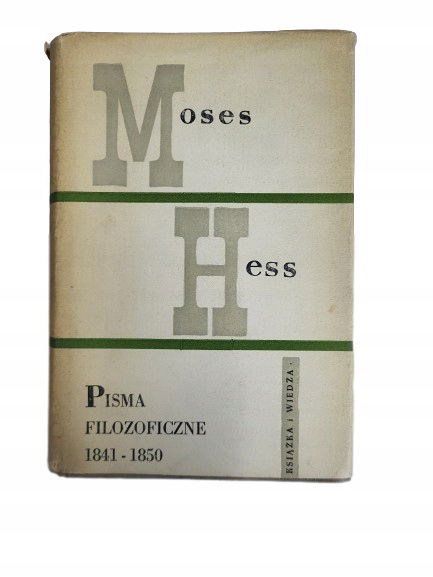 Moses
Hess
PISMA
FILOZOFICZNE
1841 - 1850
KSIĄŻKA i WIEDZA •